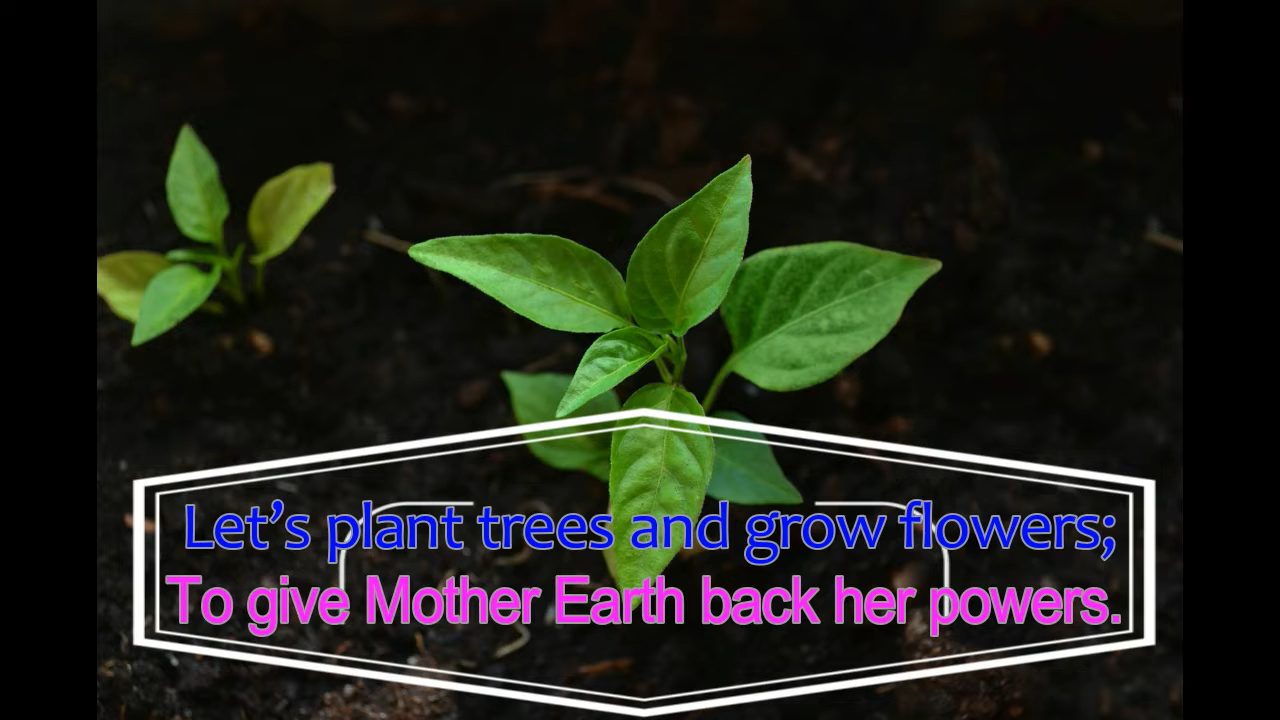 Let’s plant trees and grow flowers;
To give Mother Earth back her powers.